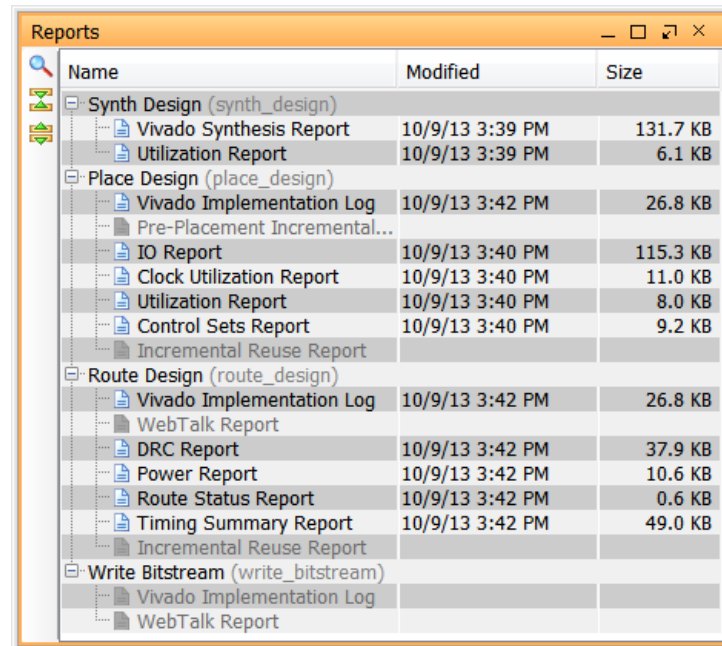 Reports
Name Modified Size
Synth Design (synth_design)
Vivado Synthesis Report 10/9/13 3:39 PM 131.7 KB
Utilization Report 10/9/13 3:39 PM 6.1 KB
Place Design (place_design)
Vivado Implementation Log 10/9/13 3:42 PM 26.8 KB
Pre-Placement Incremental...
IO Report 10/9/13 3:40 PM 115.3 KB
Clock Utilization Report 10/9/13 3:40 PM 11.0 KB
Utilization Report 10/9/13 3:40 PM 8.0 KB
Control Sets Report 10/9/13 3:40 PM 9.2 KB
Incremental Reuse Report
Route Design (route_design)
Vivado Implementation Log 10/9/13 3:42 PM 26.8 KB
WebTalk Report
DRC Report 10/9/13 3:42 PM 37.9 KB
Power Report 10/9/13 3:42 PM 10.6 KB
Route Status Report 10/9/13 3:42 PM 0.6 KB
Timing Summary Report 10/9/13 3:42 PM 49.0 KB
Incremental Reuse Report
Write Bitstream (write_bitstream)
Vivado Implementation Log
WebTalk Report